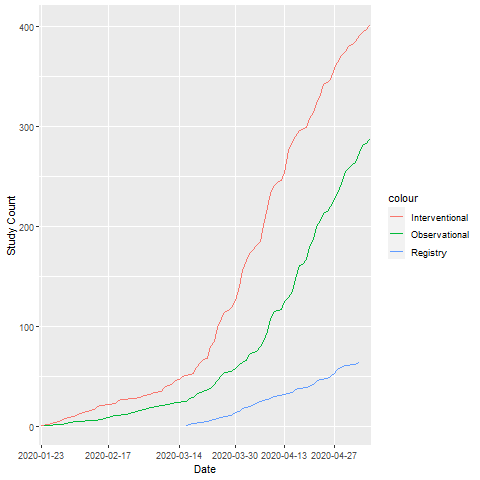 400
300
200
100
0
Study Count
2020-01-23 2020-02-17 2020-03-14 2020-03-30 2020-04-13 2020-04-27
Date
colour
Interventional
Observational
Registry